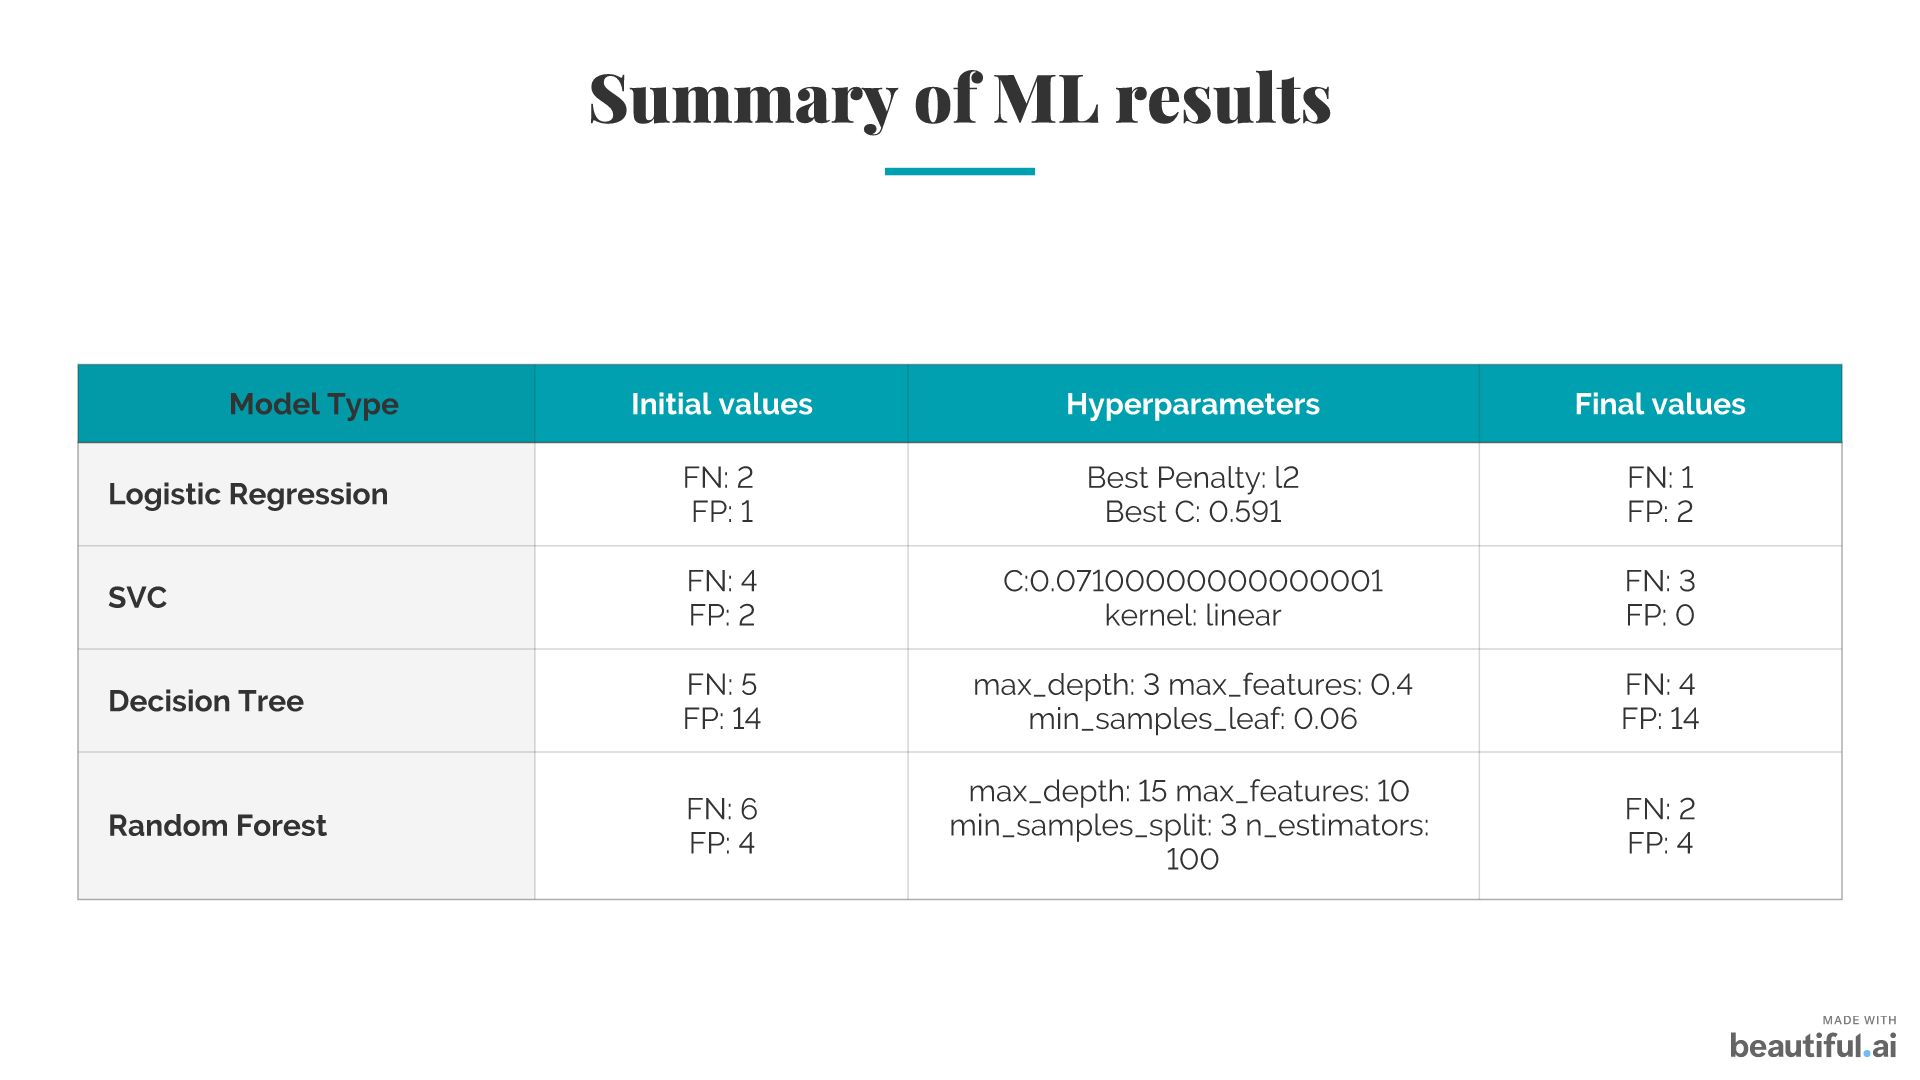 Summary of ML results
Model Type
Initial values
Hyperparameters
Final values
Logistic Regression
FN: 2
FP: 1
Best Penalty: l2
Best C: 0.591
FN: 1
FP: 2
SVC
FN: 4
FP: 2
C:0.07100000000000001
kernel: linear
FN: 3
FP: 0
Decision Tree
FN: 5
FP: 14
max_depth: 3 max_features: 0.4
min_samples_leaf: 0.06
FN: 4
FP: 14
Random Forest
FN: 6
FP: 4
max_depth: 15 max_features: 10
min_samples_split: 3 n_estimators:
100
FN: 2
FP: 4
MADE WITH
beautiful.ai